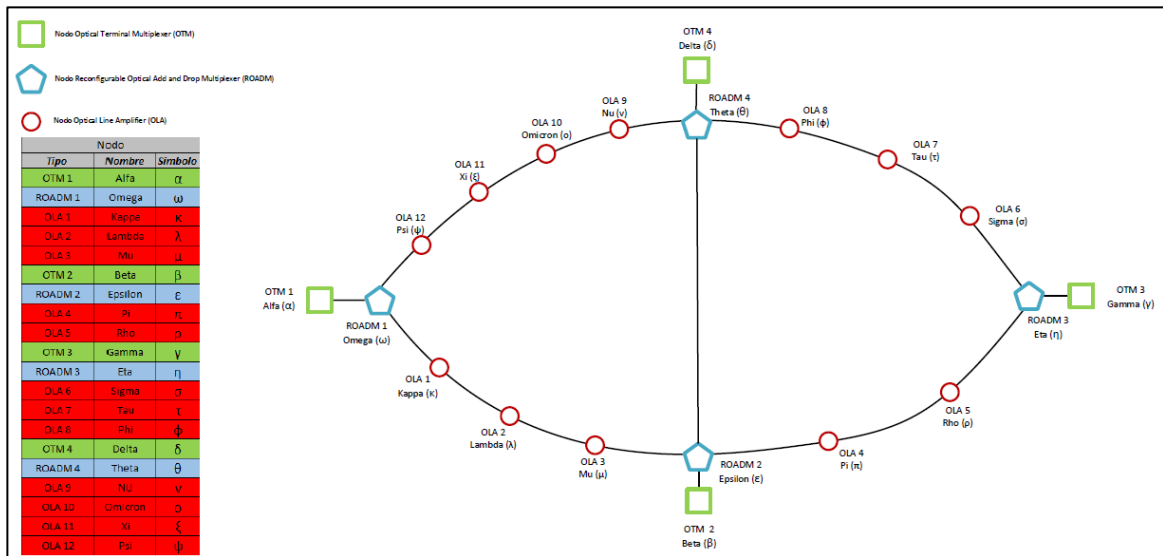 Nodo Optical Terminal Multiplexer (OTM)
Nodo Reconfigurable Optical Add and Drop Multiplexer (ROADM)
Nodo Optical Line Amplifier (OLA)
Nodo
Tipo Nombre Símbolo
OTM 1 Alfa α
ROADM 1 Omega ω
OLA 1 Kappa κ
OLA 2 Lambda λ
OLA 3 Mu μ
OTM 2 Beta β
ROADM 2 Epsilon ε
OLA 4 Pi π
OLA 5 Rho ρ
OTM 3 Gamma γ
ROADM 3 Eta η
OLA 6 Sigma σ
OLA 7 Tau τ
OLA 8 Phi ϕ
OTM 4 Delta δ
ROADM 4 Theta θ
OLA 9 NU ν
OLA 10 Omicron ο
OLA 11 Xi ξ
OLA 12 Psi ψ
OTM 4
Delta (δ)
ROADM 4
Theta (θ)
OLA 9
Nu (ν)
OLA 8
Phi (ϕ)
OLA 10
Omicron (ο)
OLA 7
Tau (τ)
OLA 11
Xi (ξ)
OLA 6
Sigma (σ)
OLA 12
Psi (ψ)
OTM 1
Alfa (α)
ROADM 1
Omega (ω)
OTM 3
Gamma (γ)
ROADM 3
Eta (η)
OLA 1
Kappa (κ)
OLA 2
Lambda (λ)
OLA 3
Mu (μ)
ROADM 2
Epsilon (ε)
OLA 4
Pi (π)
OLA 5
Rho (ρ)
OTM 2
Beta (β)